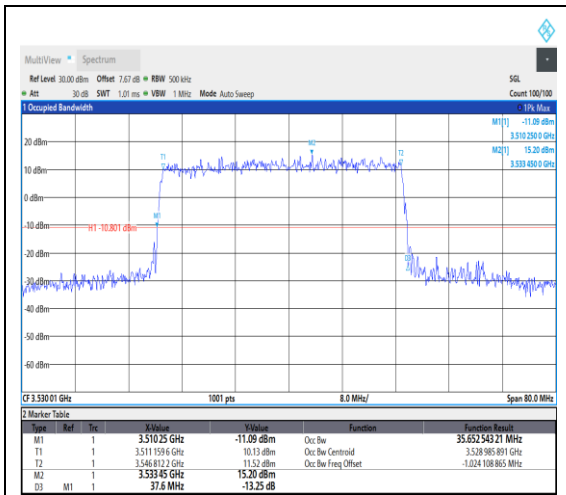 MultiView Spectrum
Ref Level 30.00 dBm Offset 7.67 dB RBW 500 kHz SGL
Att 30 dB SWT 1.01 ms VBW 1 MHz Mode Auto Sweep Count 100/100
1 Occupied Bandwidth 1Pk Max
M1[1] -11.09 dBm
3.510 250 0 GHz
M2[1] 15.20 dBm
3.533 450 0 GHz
20 dBm
M2
T1
T2
10 dBm
0 dBm
M1
-10 dBm
H1 -10.801 dBm
-20 dBm
D3
-30 dBm
-40 dBm
-50 dBm
-60 dBm
CF 3.530 01 GHz 1001 pts 8.0 MHz/ Span 80.0 MHz
2 Marker Table
Type Ref Trc X-Value Y-Value Function Function Result
M1 1 3.510 25 GHz -11.09 dBm Occ Bw 35.652 543 21 MHz
T1 1 3.511 159 6 GHz 10,13 dBm Occ Bw Centroid 3.528 985 891 GHz
T2 1 3.546 812 2 GHz 11.52 dBm Occ Bw Freq Offset -1.024 108 865 MHz
M2 1 3.533 45 GHz 15.20 dBm
D3 M1 1 37.6 MHz -13.25 dB